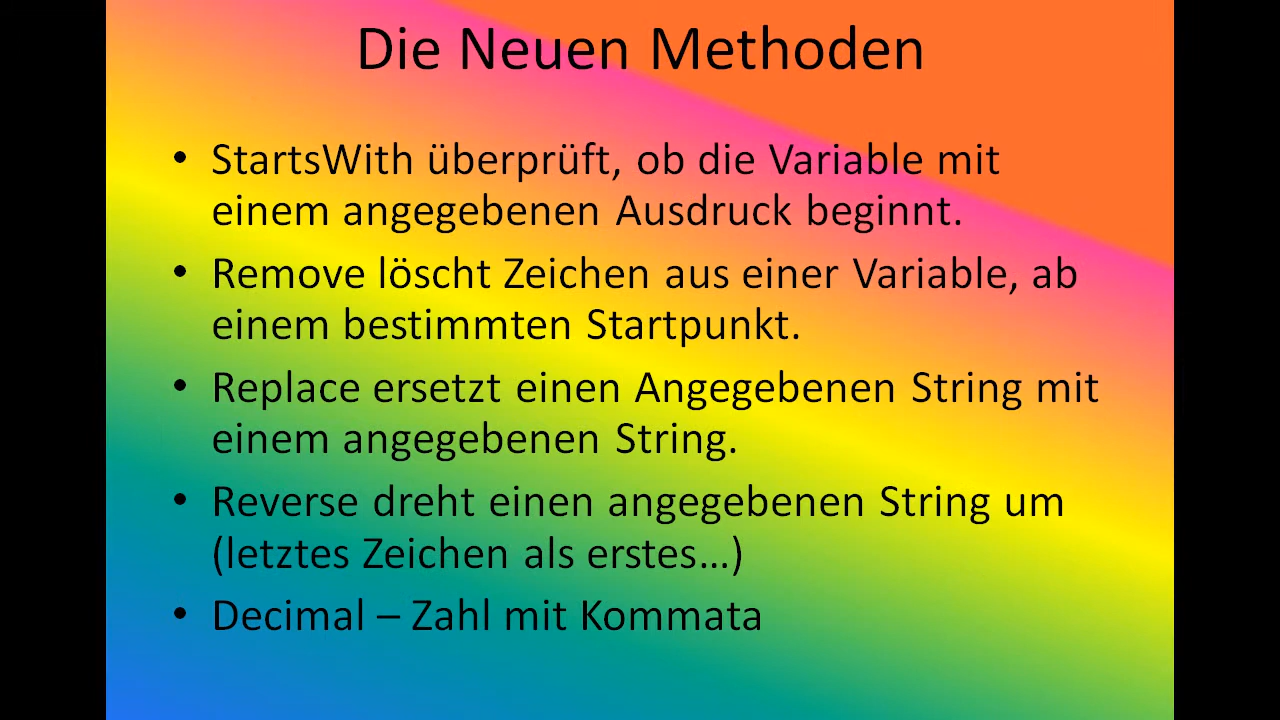 Die Neuen Methoden
• StartsWith überprüft, ob die Variable mit
einem angegebenen Ausdruck beginnt.
• Remove löscht Zeichen aus einer Variable, ab
einem bestimmten Startpunkt.
• Replace ersetzt einen Angegebenen String mit
einem angegebenen String.
• Reverse dreht einen angegebenen String um
(letztes Zeichen als erstes…)
• Decimal – Zahl mit Kommata